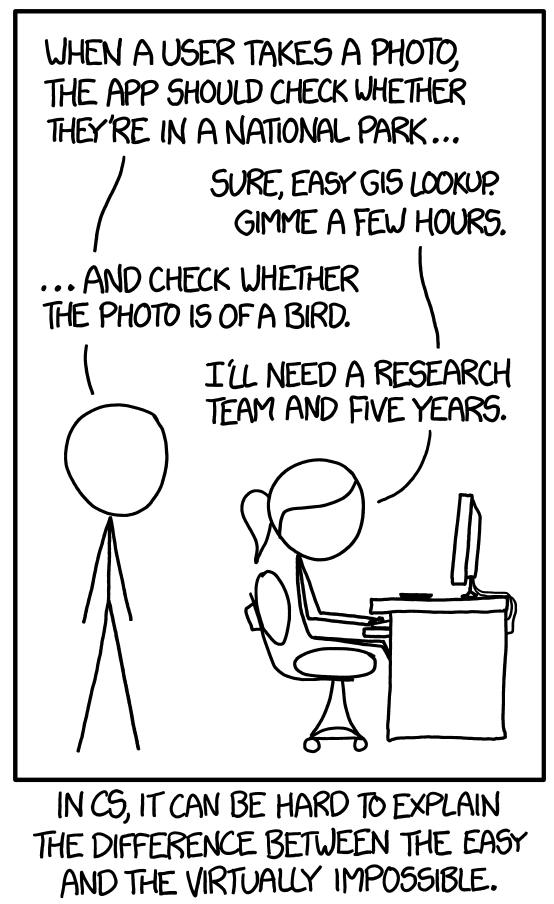 WHEN A USER TAKES A PHOTO,
THE APP SHOULD CHECK WHETHER
THEY'RE IN A NATIONAL PARK...
SURE, EASY GIS LOOKUP.
GIMME A FEW HOURS.
...AND CHECK WHETHER
THE PHOTO IS OF A BIRD.
I'LL NEED A RESEARCH
TEAM AND FIVE YEARS.
IN CS, IT CAN BE HARD TO EXPLAIN
THE DIFFERENCE BETWEEN THE EASY
AND THE VIRTUALLY IMPOSSIBLE.